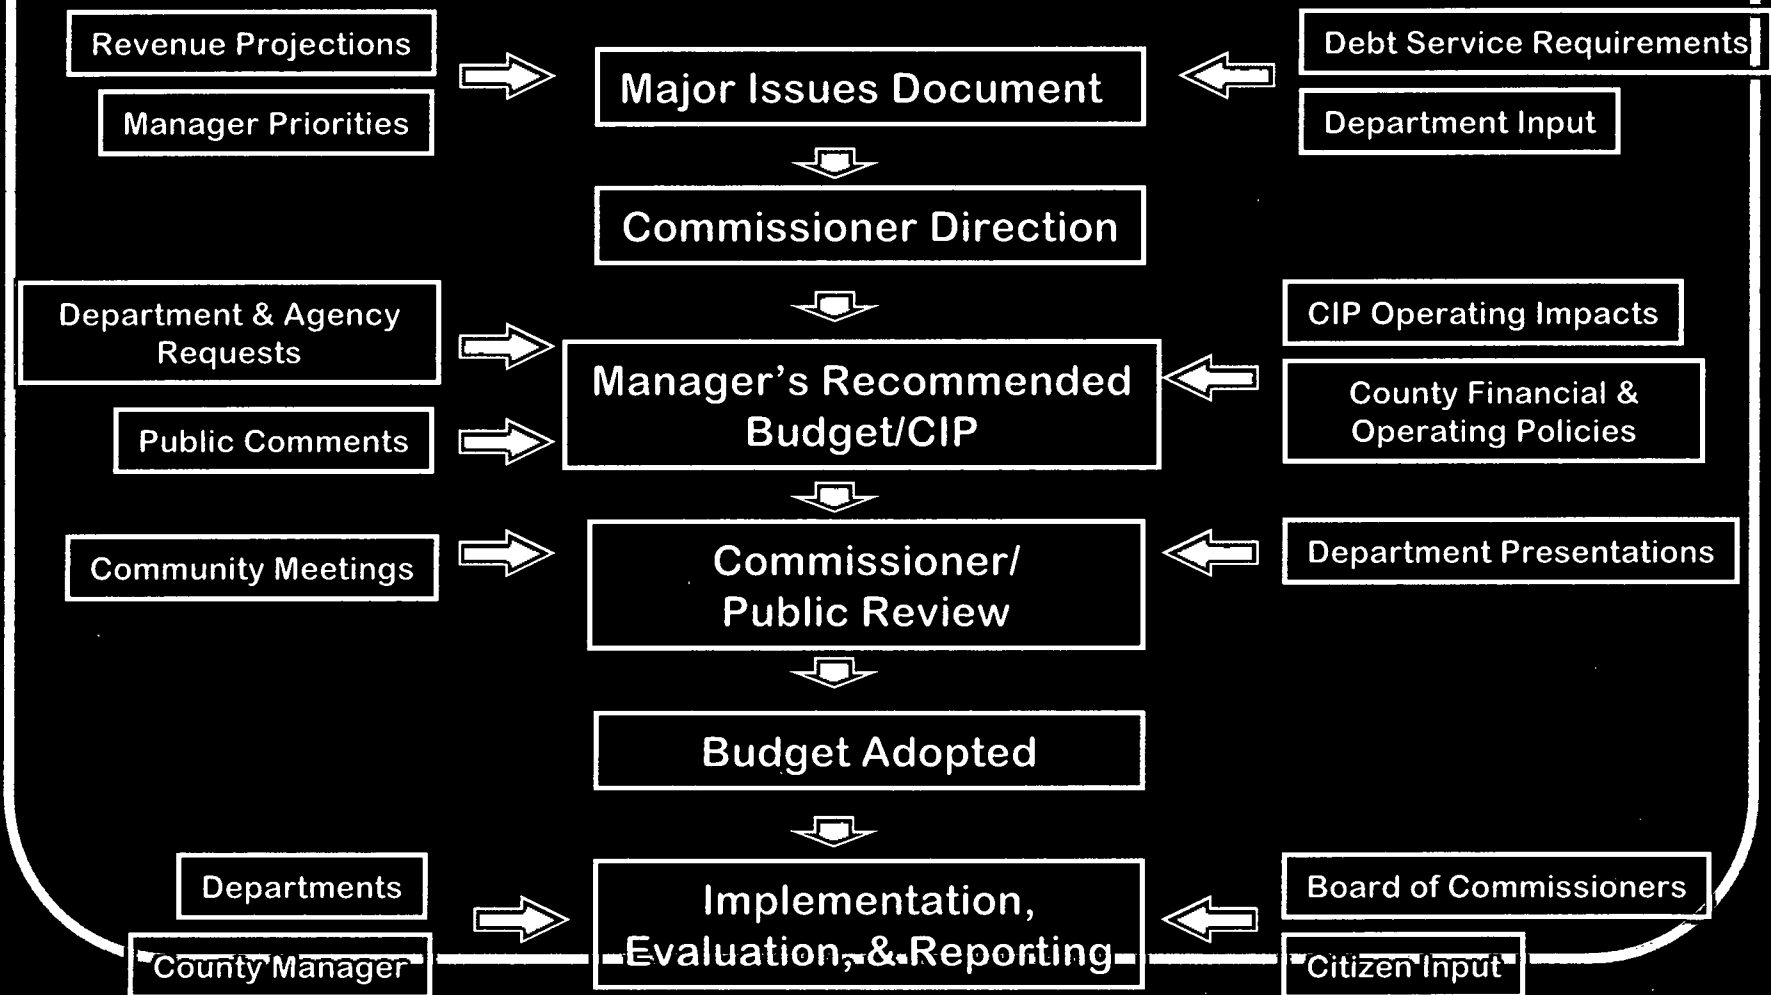 Revenue Projections
Manager Priorities
Major Issues Document
Debt Service Requirements
Department Input
Commissioner Direction
Department & Agency
Requests
Public Comments
Manager’s Recommended
Budget/CIP
CIP Operating Impacts
County Financial &
Operating Policies
Community Meetings
Commissioner/
Public Review
Department Presentations
Budget Adopted
Departments
County Manager
Implementation,
Evaluation, & Reporting
Board of Commissioners
Citizen Input